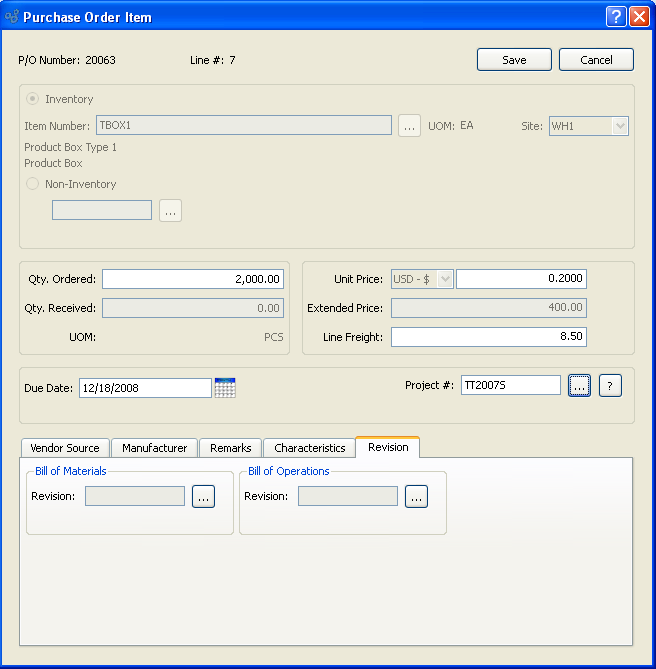 Purchase Order Item
P/O Number: 20063 Line #: 7 Save Cancel
Inventory
Item Number: TBOX1 ... UOM: EA Site: WH1
Product Box Type 1
Product Box
Non-Inventory
...
Qty. Ordered: 2,000.00 Unit Price: USD - $ 0.2000
Qty. Received: 0.00 Extended Price: 400.00
UOM: PCS Line Freight: 8.50
Due Date: 12/18/2008 Project #: TT2007S ... ?
Vendor Source Manufacturer Remarks Characteristics Revision
Bill of Materials Bill of Operations
Revision: ... Revision: ...